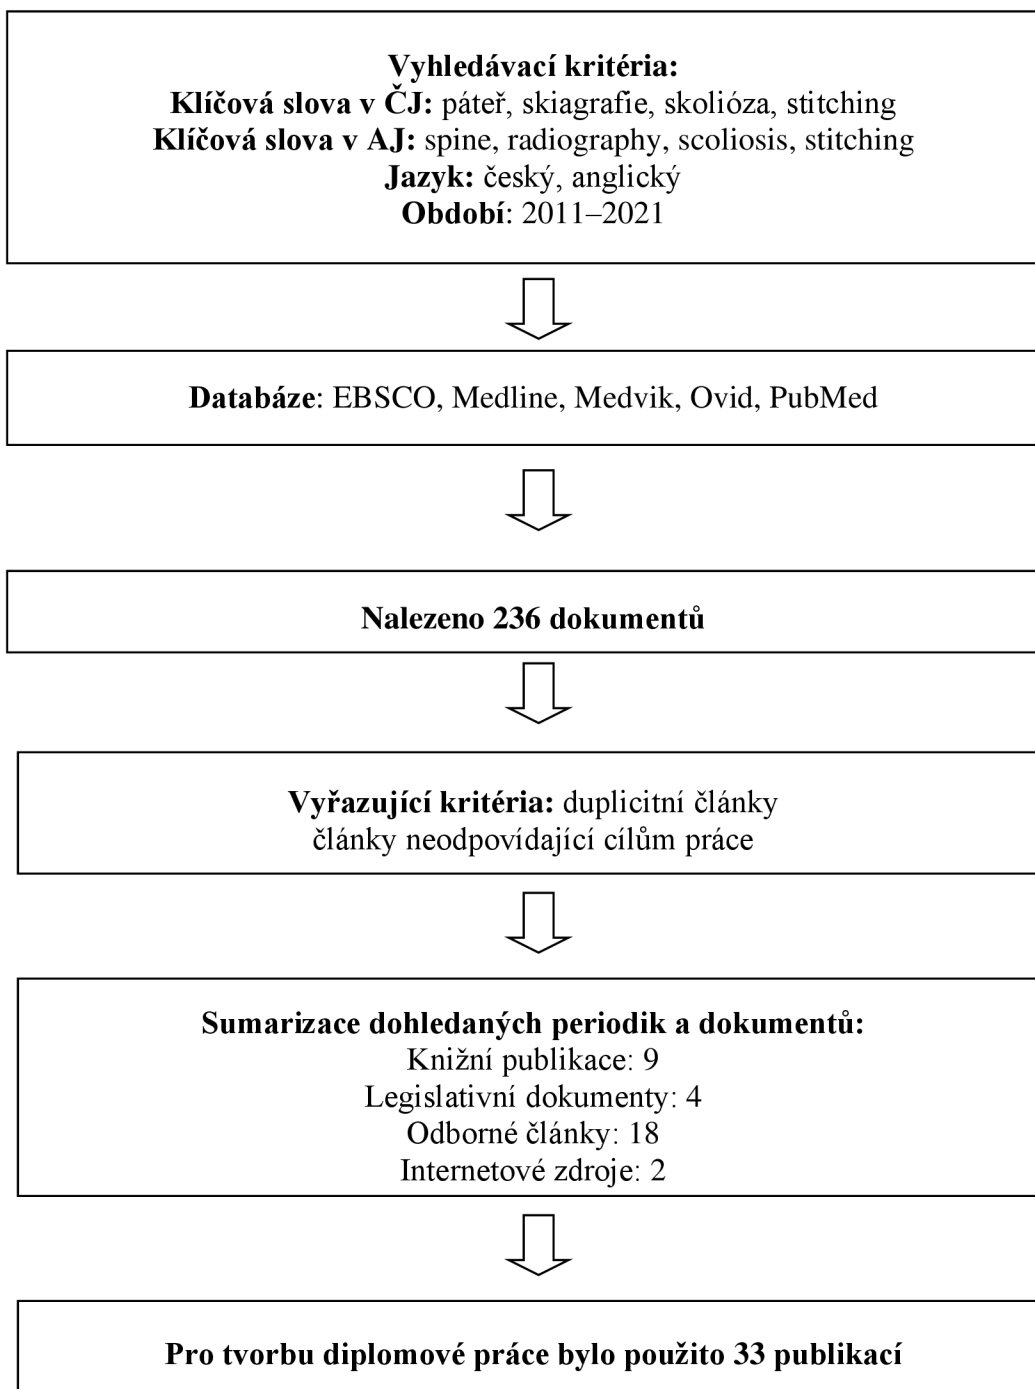 Vyhledávací kritéria:
Klíčová slova v ČJ: páteř, skiagrafie, skolióza, stitching
Klíčová slova v AJ: spine, radiography, scoliosis, stitching
Jazyk: český, anglický
Období: 2011–2021
Databáze: EBSCO, Medline, Medvik, Ovid, PubMed
Nalezeno 236 dokumentů
Vyřazující kritéria: duplicitní články
články neodpovídající cílům práce
Sumarizace dohledaných periodik a dokumentů:
Knižní publikace: 9
Legislativní dokumenty: 4
Odborné články: 18
Internetové zdroje: 2
Pro tvorbu diplomové práce bylo použito 33 publikací